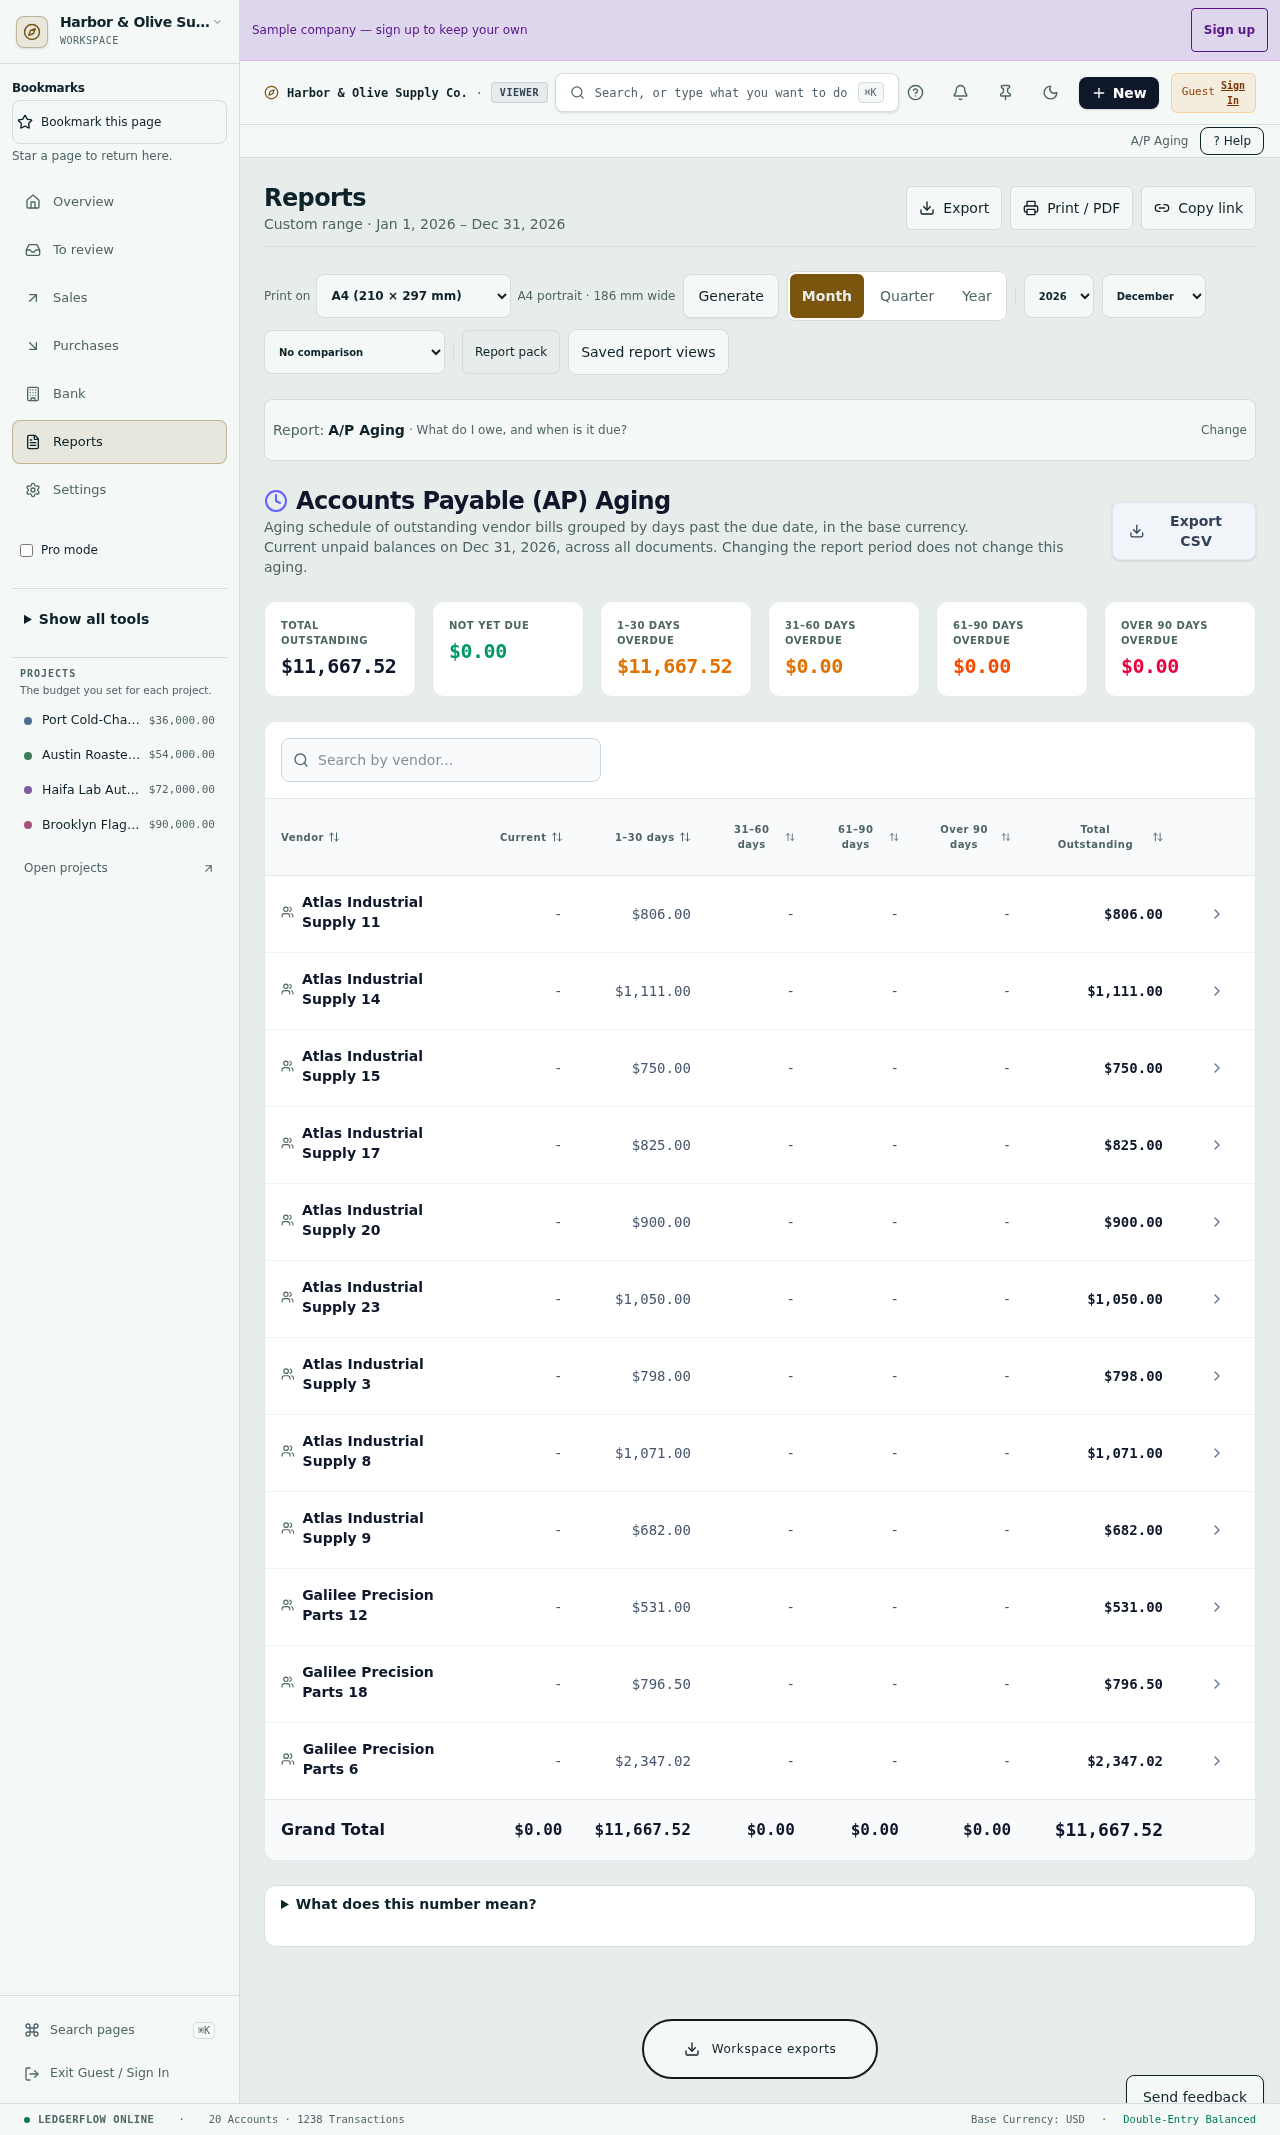 Harbor & Olive Su...
WORKSPACE
Bookmarks
Bookmark this page
Star a page to return here.
Overview
To review
Sales
Purchases
Bank
Reports
Settings
Pro mode
Show all tools
PROJECTS
The budget you set for each project.
Port Cold-Cha... $36,000.00
Austin Roaste... $54,000.00
Haifa Lab Aut... $72,000.00
Brooklyn Flag... $90,000.00
Open projects
Search pages ⌘K
Exit Guest / Sign In
Sample company — sign up to keep your own
Sign up
Harbor & Olive Supply Co. · VIEWER
Search, or type what you want to do ⌘K
+ New
Guest Sign In
A/P Aging
? Help
Reports
Custom range · Jan 1, 2026 – Dec 31, 2026
Export
Print / PDF
Copy link
Print on A4 (210 × 297 mm) A4 portrait · 186 mm wide Generate Month Quarter Year 2026 December
No comparison Report pack Saved report views
Report: A/P Aging · What do I owe, and when is it due? Change
Accounts Payable (AP) Aging
Aging schedule of outstanding vendor bills grouped by days past the due date, in the base currency.
Current unpaid balances on Dec 31, 2026, across all documents. Changing the report period does not change this
aging.
Export
CSV
TOTAL OUTSTANDING
$11,667.52
NOT YET DUE
$0.00
1–30 DAYS OVERDUE
$11,667.52
31–60 DAYS OVERDUE
$0.00
61–90 DAYS OVERDUE
$0.00
OVER 90 DAYS OVERDUE
$0.00
Search by vendor...
Vendor Current 1–30 days 31–60 days 61–90 days Over 90 days Total Outstanding
Atlas Industrial Supply 11 - $806.00 - - - $806.00
Atlas Industrial Supply 14 - $1,111.00 - - - $1,111.00
Atlas Industrial Supply 15 - $750.00 - - - $750.00
Atlas Industrial Supply 17 - $825.00 - - - $825.00
Atlas Industrial Supply 20 - $900.00 - - - $900.00
Atlas Industrial Supply 23 - $1,050.00 - - - $1,050.00
Atlas Industrial Supply 3 - $798.00 - - - $798.00
Atlas Industrial Supply 8 - $1,071.00 - - - $1,071.00
Atlas Industrial Supply 9 - $682.00 - - - $682.00
Galilee Precision Parts 12 - $531.00 - - - $531.00
Galilee Precision Parts 18 - $796.50 - - - $796.50
Galilee Precision Parts 6 - $2,347.02 - - - $2,347.02
Grand Total $0.00 $11,667.52 $0.00 $0.00 $0.00 $11,667.52
What does this number mean?
Workspace exports
Send feedback
LEDGERFLOW ONLINE · 20 Accounts · 1238 Transactions
Base Currency: USD · Double-Entry Balanced